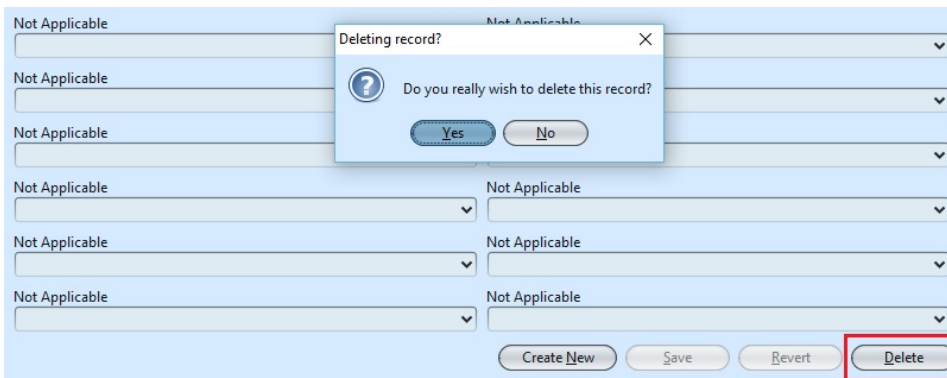 Not Applicable
Not Applicable
Deleting record?
Do you really wish to delete this record?
Yes
No
Not Applicable
Not Applicable
Not Applicable
Not Applicable
Not Applicable
Not Applicable
Not Applicable
Not Applicable
Create New
Save
Revert
Delete